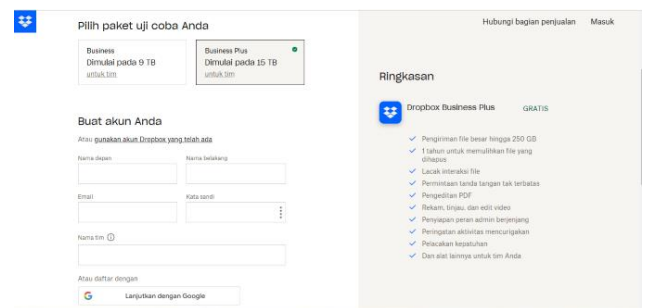 Hubungi bagian penjualan
Masuk
Pilih paket uji coba Anda
Business
Dimulai pada 9 TB
untuk tim
Business Plus
Dimulai pada 15 TB
untuk tim
Buat akun Anda
Atau gunakan akun Dropbox yang telah ada
Nama depan
Nama belakang
Email
Kata sandi
Nama tim
Atau daftar dengan
Lanjutkan dengan Google
Ringkasan
Dropbox Business Plus
GRATIS
Pengiriman file besar hingga 250 GB
1 tahun untuk memulihkan file yang
dihapus
Lacak interaksi file
Permintaan tanda tangan tak terbatas
Pengeditan PDF
Rekam, tinjau, dan edit video
Penyiapan peran admin berjenjang
Peringatan aktivitas mencurigakan
Pelacakan kepatuhan
Dan alat lainnya untuk tim Anda